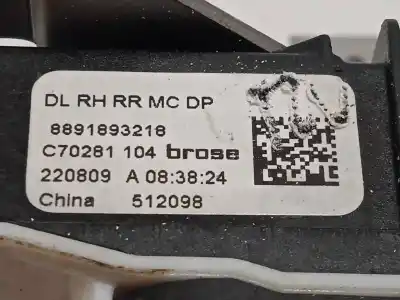 DL RH RR MC DP
8891893218
C70281 104 brose
220809 A 08:38:24
China 512098